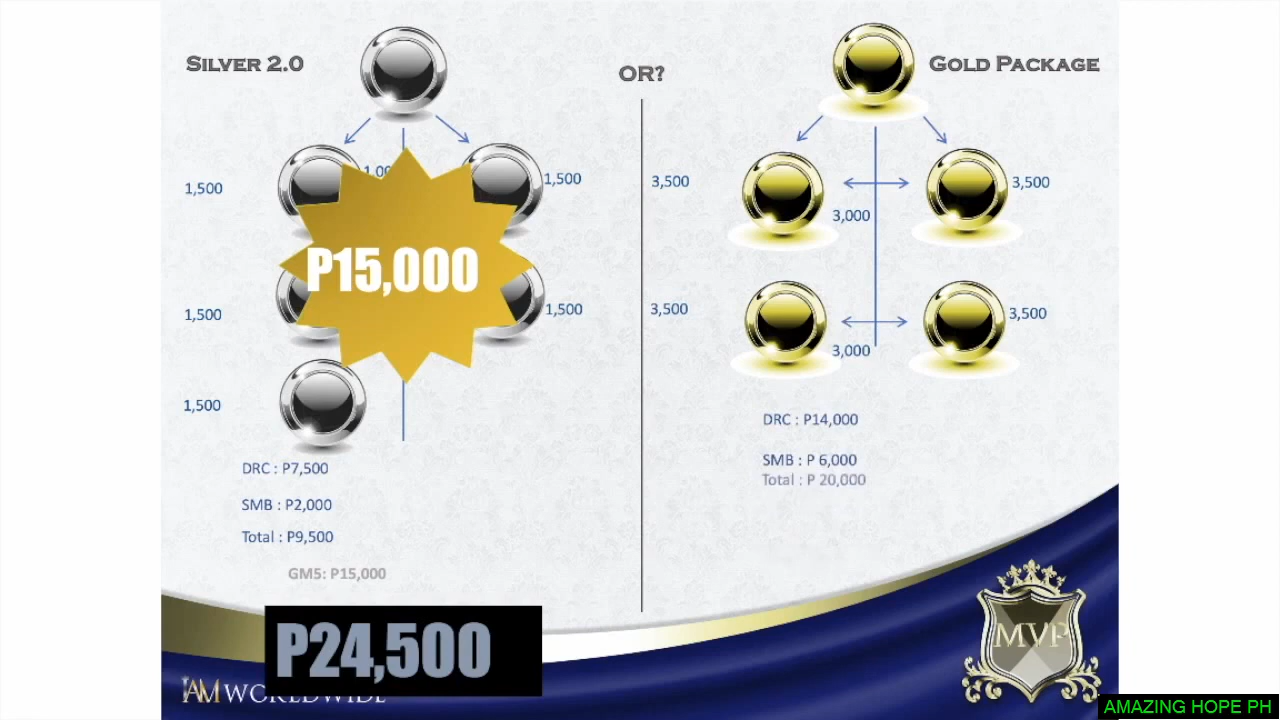 SILVER 2.0
OR?
GOLD PACKAGE
1,500
1,500
3,500
3,500
3,000
P15,000
1,500
1,500
3,500
3,500
3,000
1,500
DRC : P7,500
SMB : P2,000
Total : P9,500
GM5: P15,000
DRC : P14,000
SMB : P 6,000
Total : P 20,000
P24,500
MVP
IAM WORLDWIDE
AMAZING HOPE PH